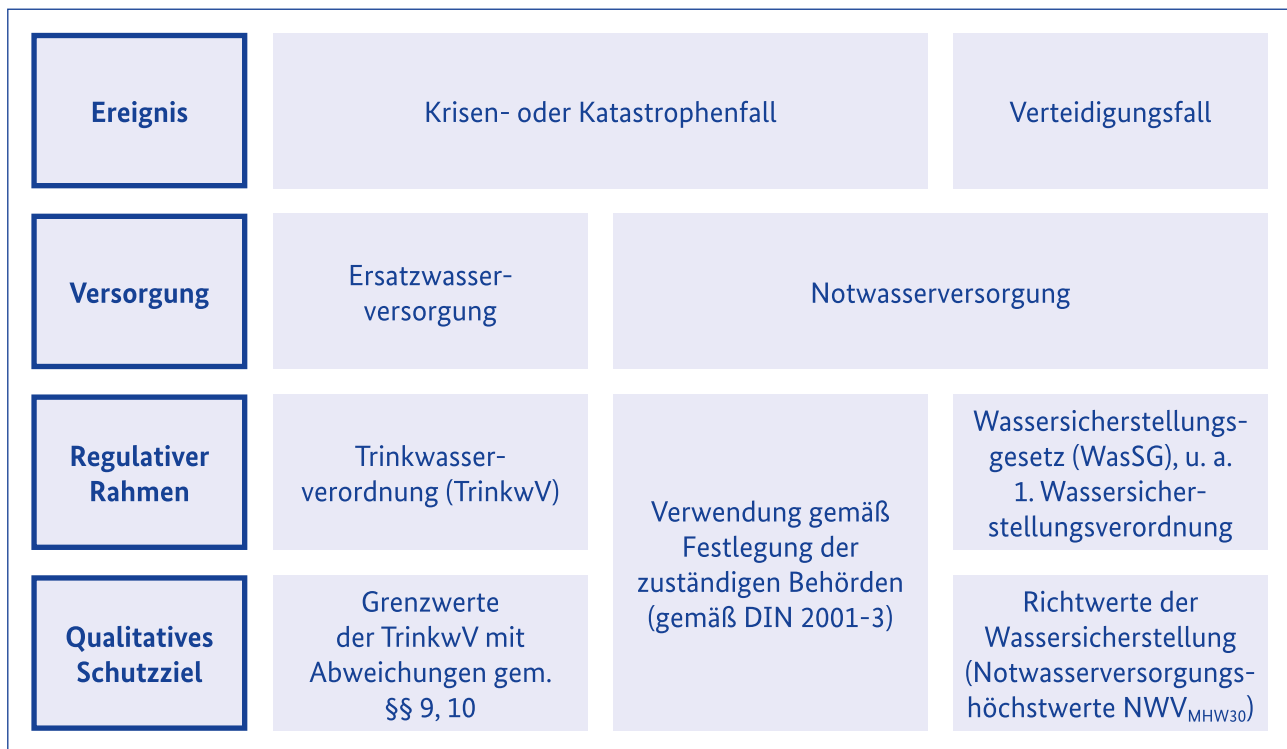 Ereignis
Krisen- oder Katastrophenfall
Verteidigungsfall
Versorgung
Ersatzwasser-
versorgung
Notwasserversorgung
Regulativer
Rahmen
Trinkwasser-
verordnung (TrinkwV)
Verwendung gemäß
Festlegung der
zuständigen Behörden
(gemäß DIN 2001-3)
Wassersicherstellungs-
gesetz (WasSG), u. a.
1. Wassersicher-
stellungsverordnung
Qualitatives
Schutzziel
Grenzwerte
der TrinkwV mit
Abweichungen gem.
§§ 9, 10
Richtwerte der
Wassersicherstellung
(Notwasserversorgungs-
höchstwerte NWV_MHW30)